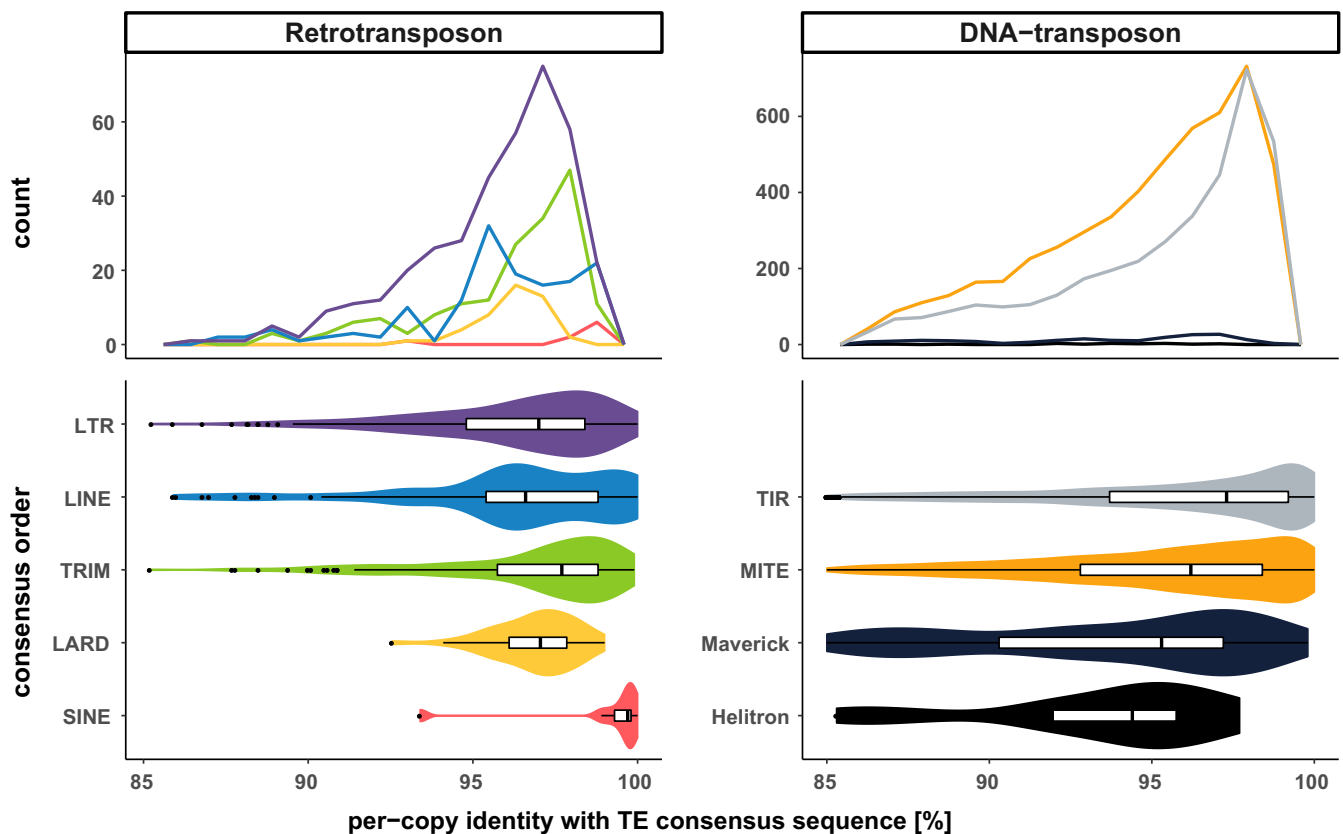 Retrotransposon
DNA−transposon
count
60
40
20
0
600
400
200
0
consensus order
LTR
LINE
TRIM
LARD
SINE
TIR
MITE
Maverick
Helitron
85 90 95 100
85 90 95 100
per−copy identity with TE consensus sequence [%]